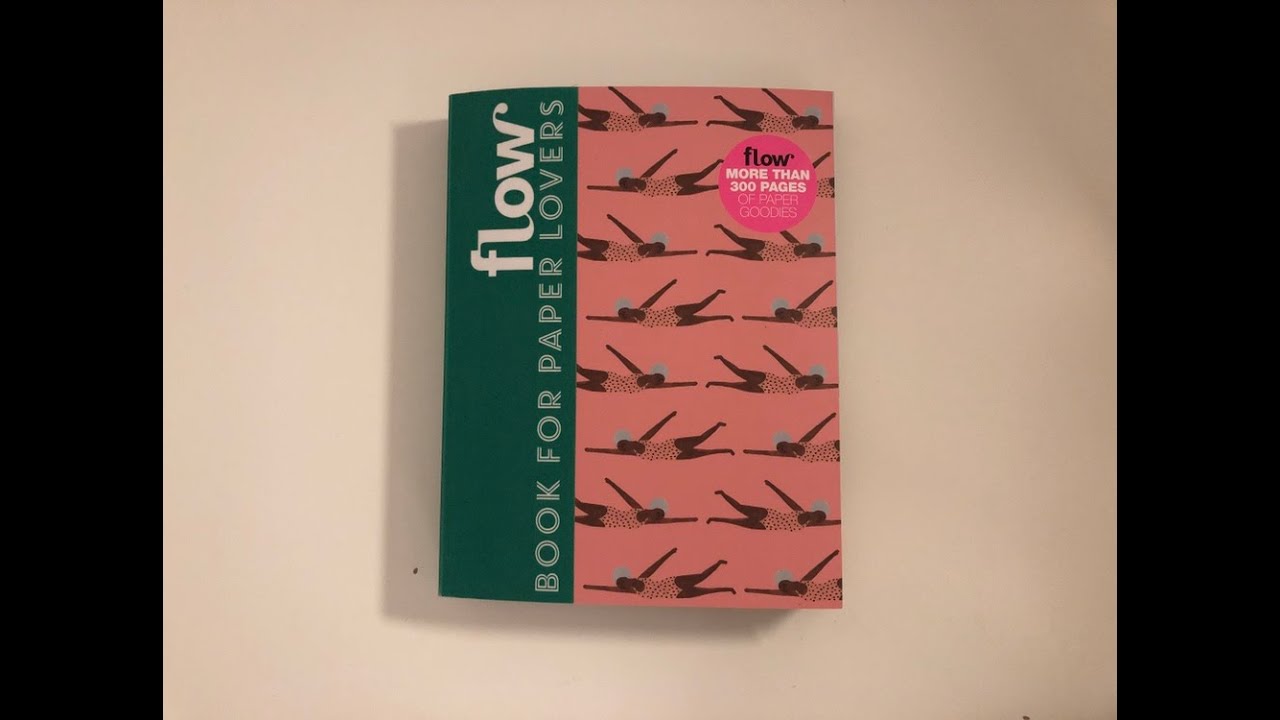 flow
BOOK FOR PAPER LOVERS
flow
MORE THAN
300 PAGES
OF PAPER
GOODIES